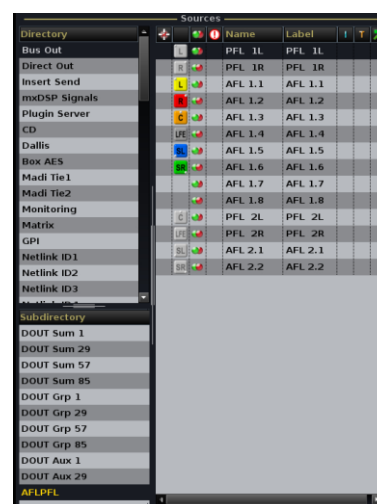 Sources
Directory
Name Label ! T
Bus Out
Direct Out
Insert Send
mxDSP Signals
Plugin Server
CD
Dallis
Box AES
Madi Tie1
Madi Tie2
Monitoring
Matrix
GPI
Netlink ID1
Netlink ID2
Netlink ID3
L PFL 1L PFL 1L
R PFL 1R PFL 1R
L AFL 1.1 AFL 1.1
R AFL 1.2 AFL 1.2
C AFL 1.3 AFL 1.3
LFE AFL 1.4 AFL 1.4
SL AFL 1.5 AFL 1.5
SR AFL 1.6 AFL 1.6
AFL 1.7 AFL 1.7
AFL 1.8 AFL 1.8
C PFL 2L PFL 2L
LFE PFL 2R PFL 2R
SL AFL 2.1 AFL 2.1
SR AFL 2.2 AFL 2.2
Subdirectory
DOUT Sum 1
DOUT Sum 29
DOUT Sum 57
DOUT Sum 85
DOUT Grp 1
DOUT Grp 29
DOUT Grp 57
DOUT Grp 85
DOUT Aux 1
DOUT Aux 29
AFLPFL